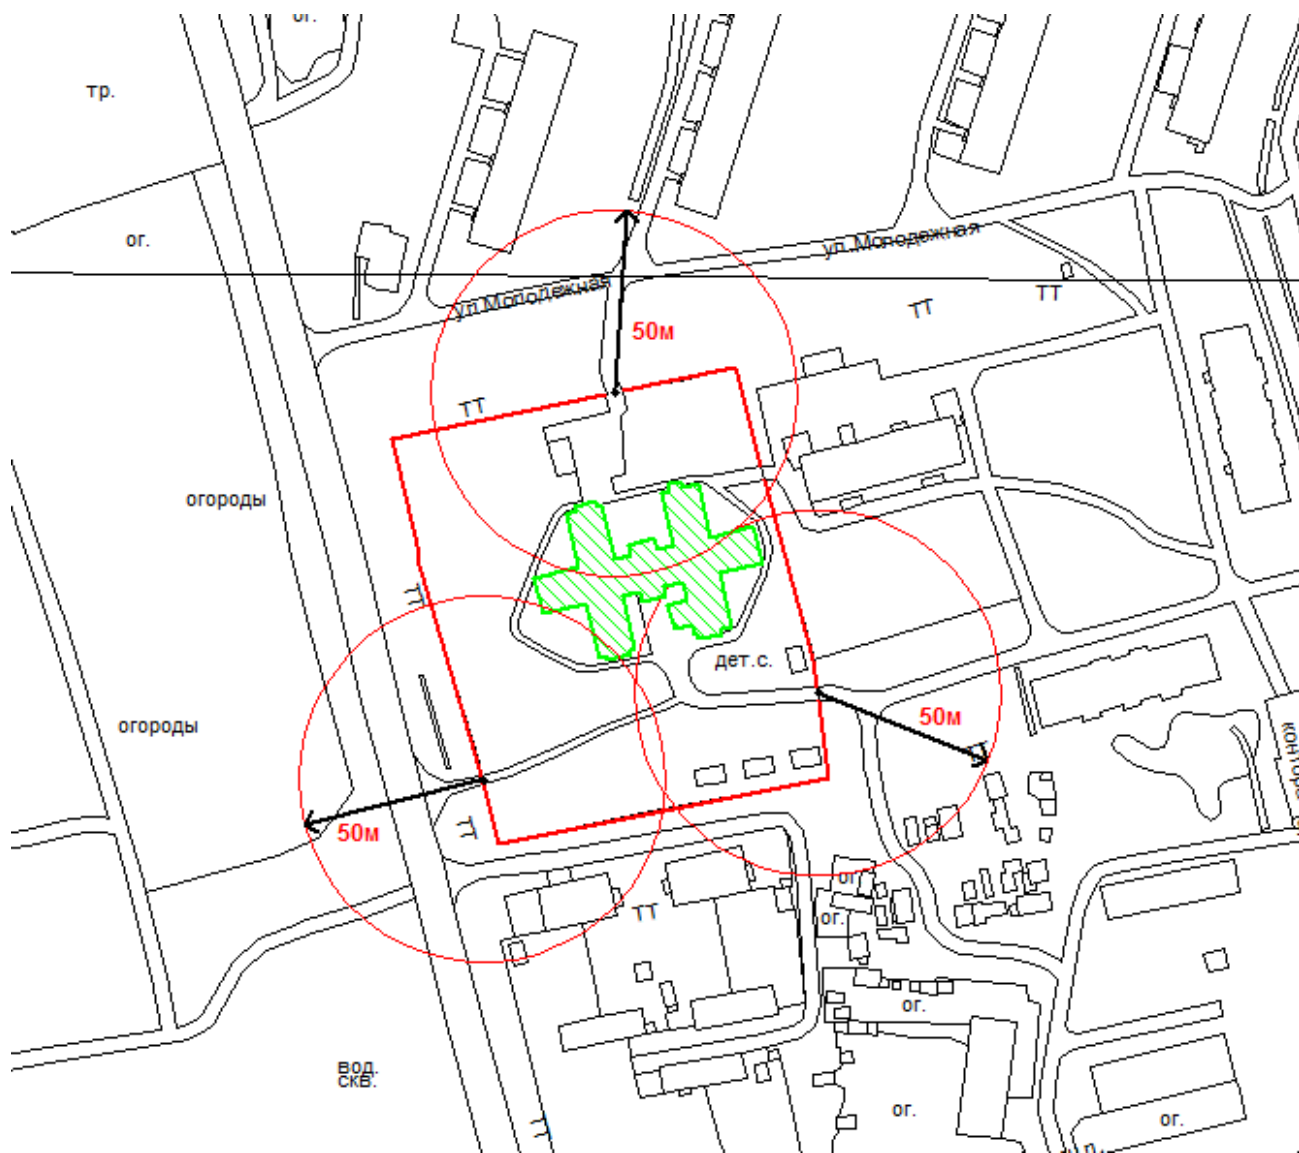 ог.
тр.
ог.
ул.Молодежная
ул.Молодежная
ТТ
ТТ
50м
ТТ
огороды
ТТ
дет.с.
огороды
50м
ТТ
50м
контора
ог.
ТТ
ог.
ог.
вод.
скв.
ог.
ог.
ТТ